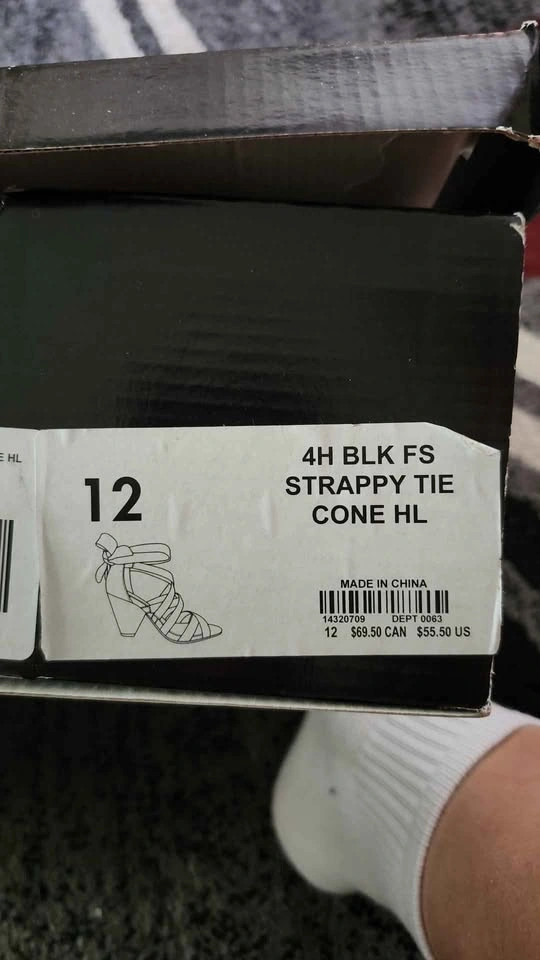 E HL
12
4H BLK FS
STRAPPY TIE
CONE HL
MADE IN CHINA
14320709 DEPT 0063
12 $69.50 CAN $55.50 US